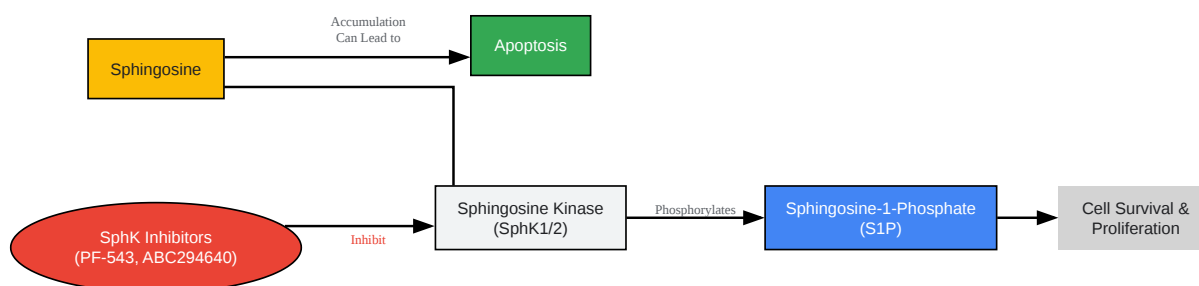 Accumulation
Can Lead to
Apoptosis
Sphingosine
Sphingosine Kinase
(SphK1/2)
Phosphorylates
Sphingosine-1-Phosphate
(S1P)
Cell Survival &
Proliferation
SphK Inhibitors
(PF-543, ABC294640)
Inhibit